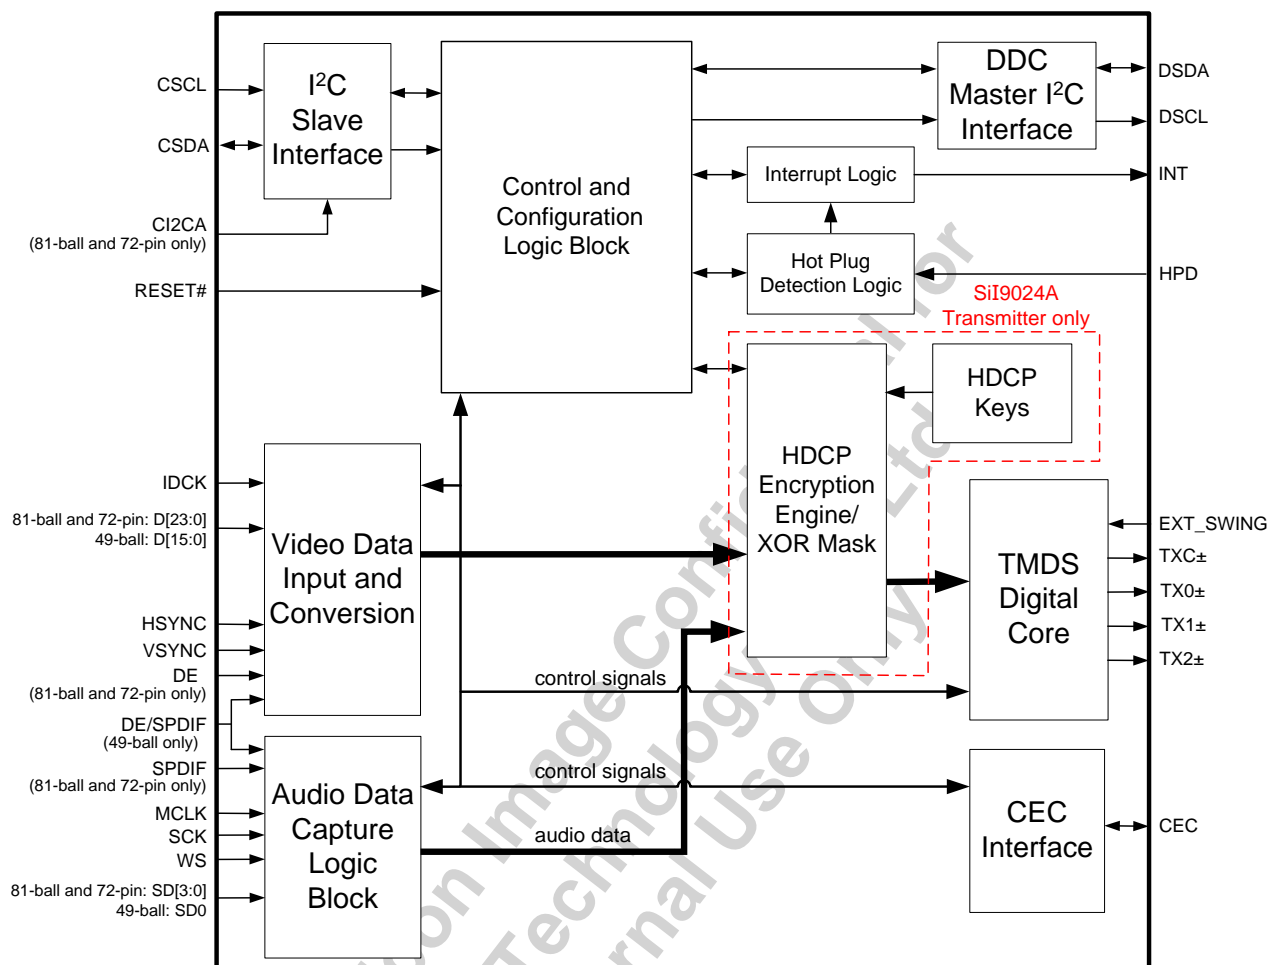 CSCL
CSDA
CI2CA
(81-ball and 72-pin only)
RESET#
I²C
Slave
Interface
Control and
Configuration
Logic Block
DDC
Master I²C
Interface
DSDA
DSCL
Interrupt Logic
INT
Hot Plug
Detection Logic
HPD
SiI9024A
Transmitter only
HDCP
Keys
HDCP
Encryption
Engine/
XOR Mask
IDCK
81-ball and 72-pin: D[23:0]
49-ball: D[15:0]
HSYNC
VSYNC
DE
(81-ball and 72-pin only)
DE/SPDIF
(49-ball only)
Video Data
Input and
Conversion
TMDS
Digital
Core
EXT_SWING
TXC±
TX0±
TX1±
TX2±
control signals
SPDIF
(81-ball and 72-pin only)
MCLK
SCK
WS
81-ball and 72-pin: SD[3:0]
49-ball: SD0
Audio Data
Capture
Logic
Block
control signals
audio data
CEC
Interface
CEC
Image
Technology Ltd
Use Only